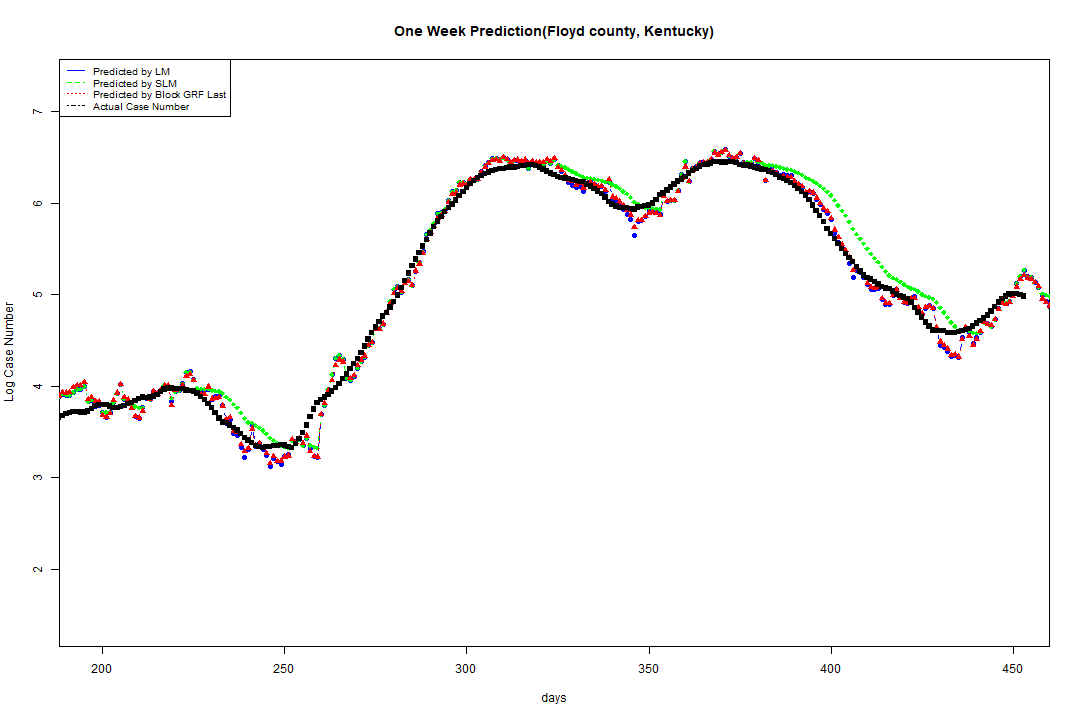 One Week Prediction(Floyd county, Kentucky)
Predicted by LM
Predicted by SLM
Predicted by Block GRF Last
Actual Case Number
7
6
5
4
3
2
Log Case Number
200 250 300 350 400 450
days